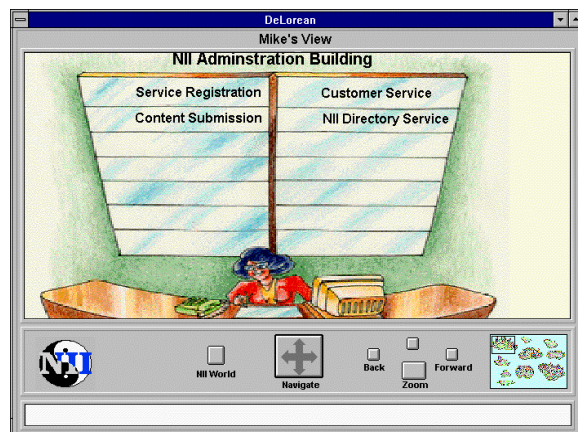 DeLorean
Mike's View
NII Adminstration Building
Service Registration
Customer Service
Content Submission
NII Directory Service
NII
NII World
Navigate
Back
Zoom
Forward